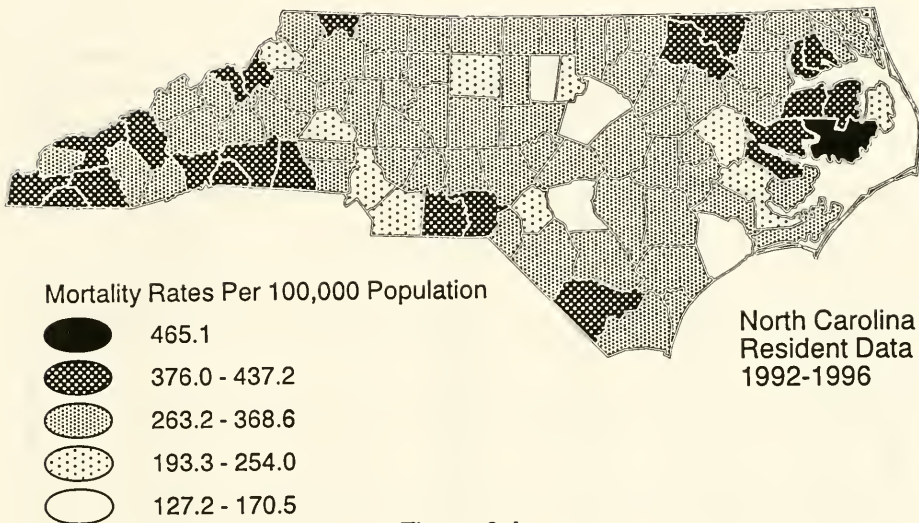 Mortality Rates Per 100,000 Population
465.1
376.0 - 437.2
263.2 - 368.6
193.3 - 254.0
127.2 - 170.5
North Carolina
Resident Data
1992-1996